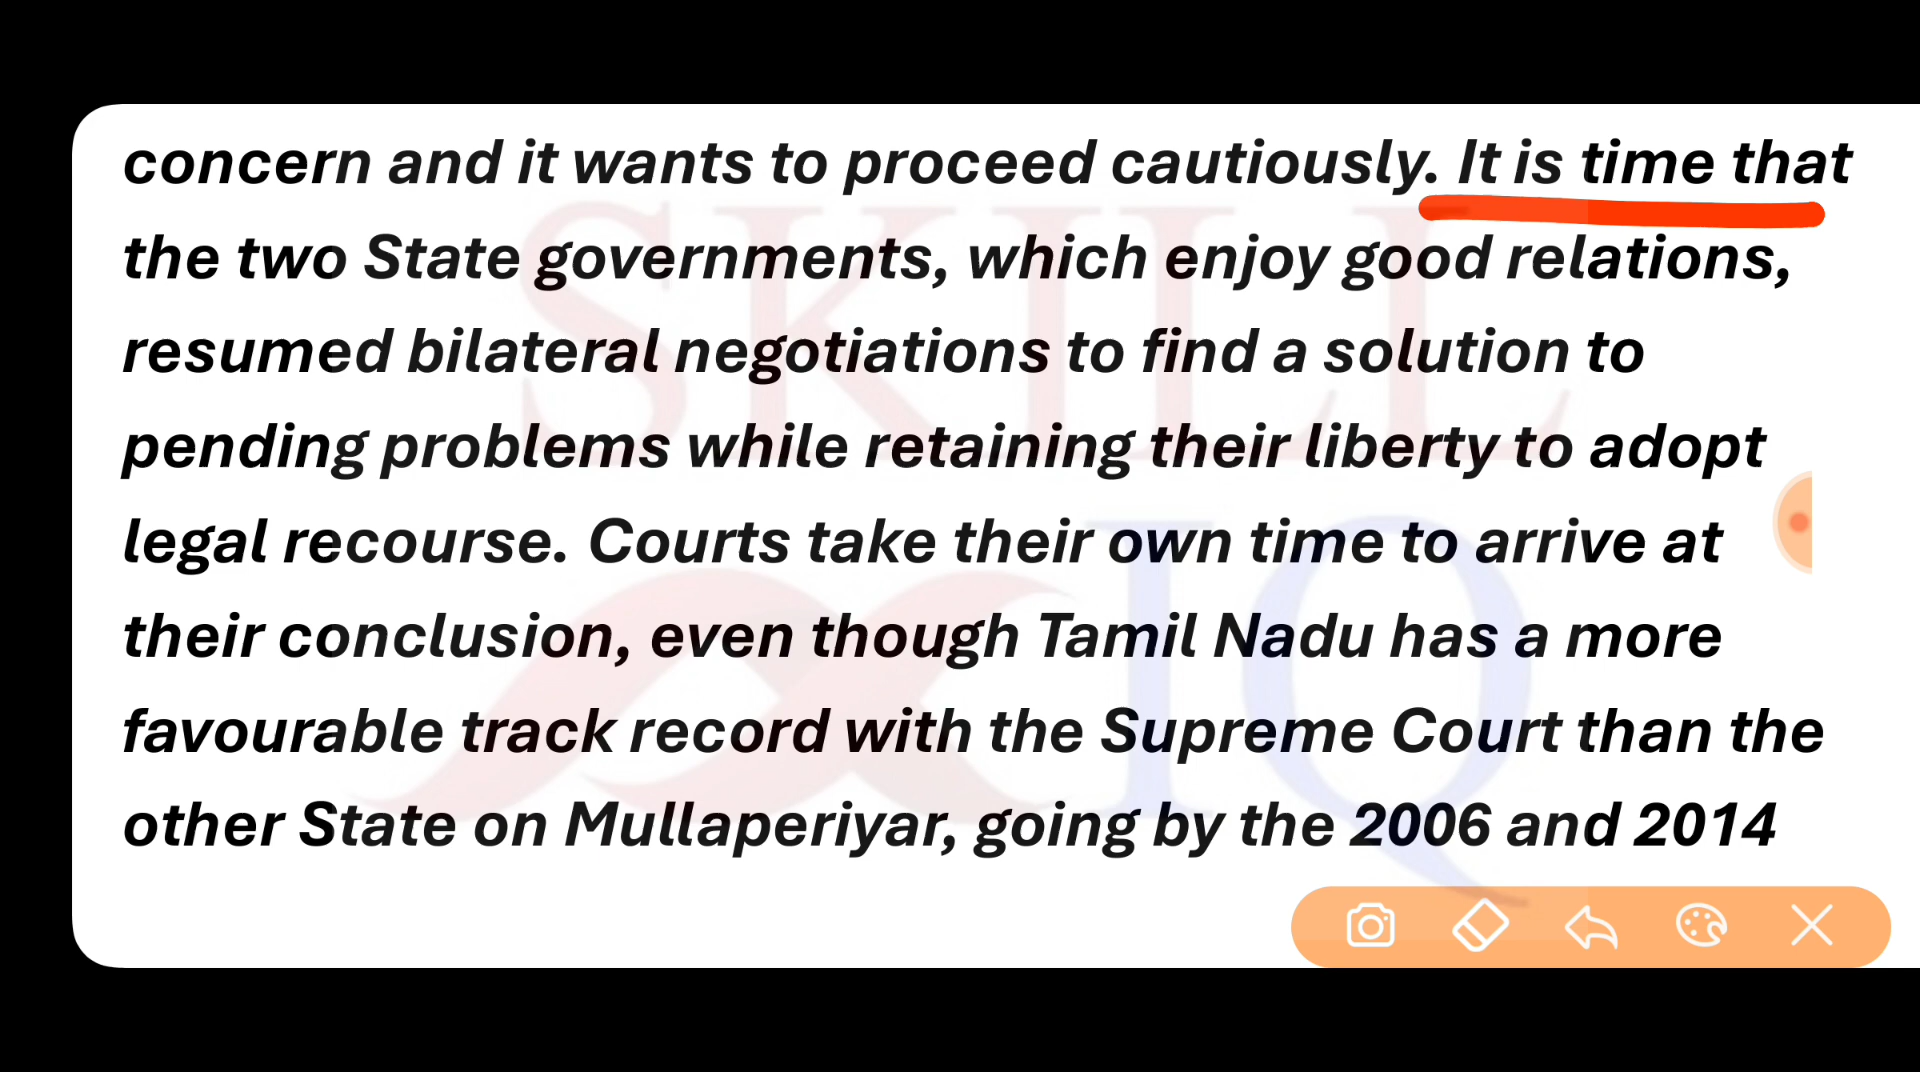 concern and it wants to proceed cautiously. It is time that
the two State governments, which enjoy good relations,
resumed bilateral negotiations to find a solution to
pending problems while retaining their liberty to adopt
legal recourse. Courts take their own time to arrive at
their conclusion, even though Tamil Nadu has a more
favourable track record with the Supreme Court than the
other State on Mullaperiyar, going by the 2006 and 2014
SKILL
IQ